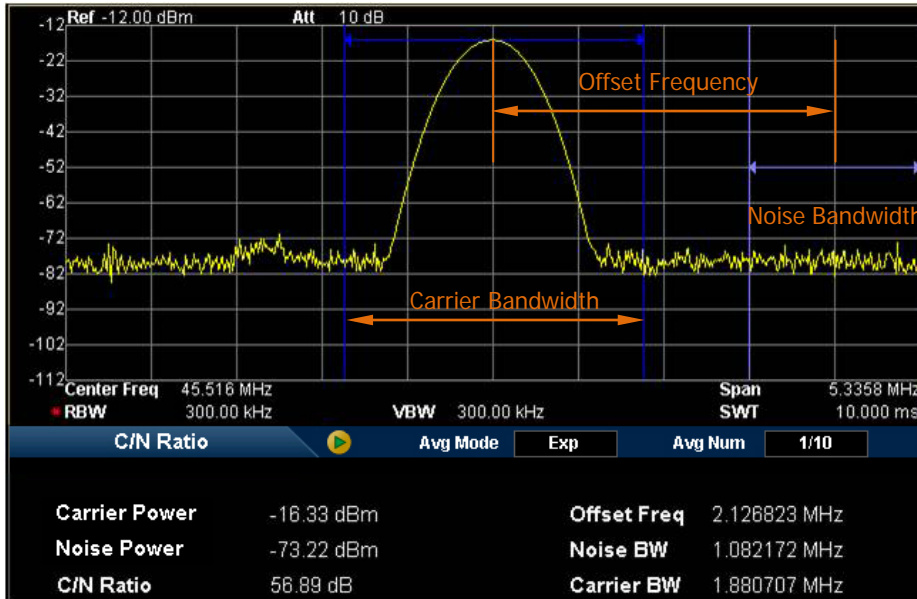 Ref -12.00 dBm Att 10 dB
-12
-22
Offset Frequency
-32
-42
-52
-62
Noise Bandwidth
-72
-82
Carrier Bandwidth
-92
-102
-112
Center Freq 45.516 MHz Span 5.3358 MHz
RBW 300.00 kHz VBW 300.00 kHz SWT 10.000 ms
C/N Ratio Avg Mode Exp Avg Num 1/10
Carrier Power -16.33 dBm Offset Freq 2.126823 MHz
Noise Power -73.22 dBm Noise BW 1.082172 MHz
C/N Ratio 56.89 dB Carrier BW 1.880707 MHz